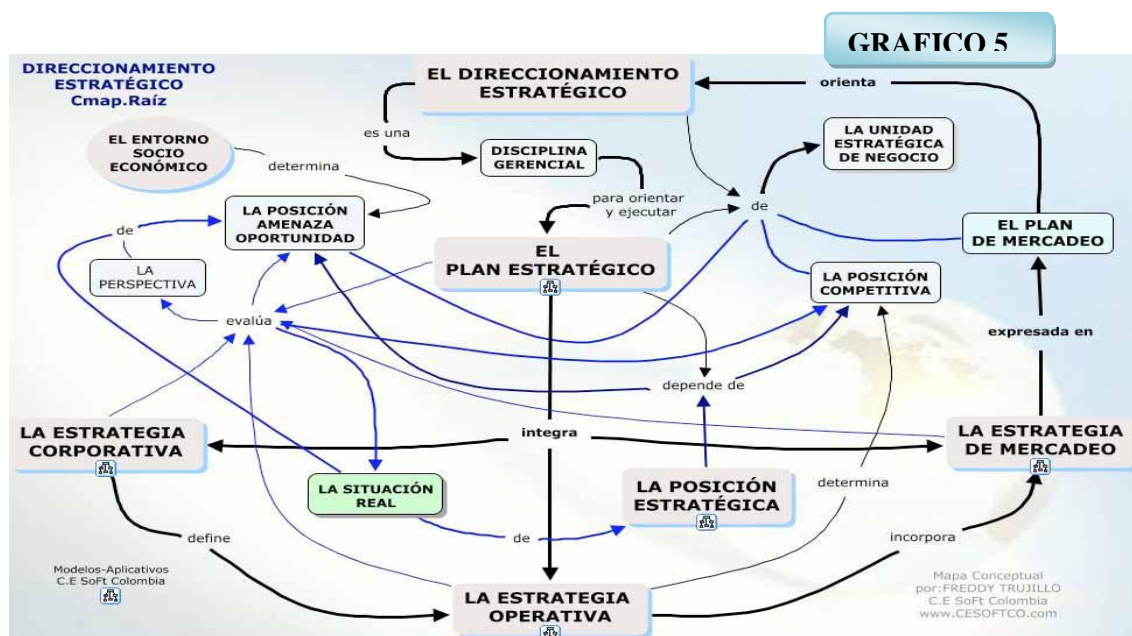 GRAFICO 5
DIRECCIONAMIENTO
ESTRATÉGICO
Cmap.Raíz
EL DIRECCIONAMIENTO
ESTRATÉGICO
orienta
EL ENTORNO
SOCIO
ECONÓMICO
es una
DISCIPLINA
GERENCIAL
LA UNIDAD
ESTRATÉGICA
DE NEGOCIO
determina
para orientar
y ejecutar
de
LA POSICIÓN
AMENAZA
OPORTUNIDAD
de
EL PLAN
DE MERCADEO
EL
PLAN ESTRATÉGICO
LA
PERSPECTIVA
LA POSICIÓN
COMPETITIVA
evalúa
expresada en
depende de
LA ESTRATEGIA
CORPORATIVA
integra
LA ESTRATEGIA
DE MERCADEO
LA SITUACIÓN
REAL
LA POSICIÓN
ESTRATÉGICA
determina
define
de
incorpora
Modelos-Aplicativos
C.E SoFt Colombia
LA ESTRATEGIA
OPERATIVA
Mapa Conceptual
por:FREDDY TRUJILLO
C.E SoFt Colombia
www.CESOFTCO.COM